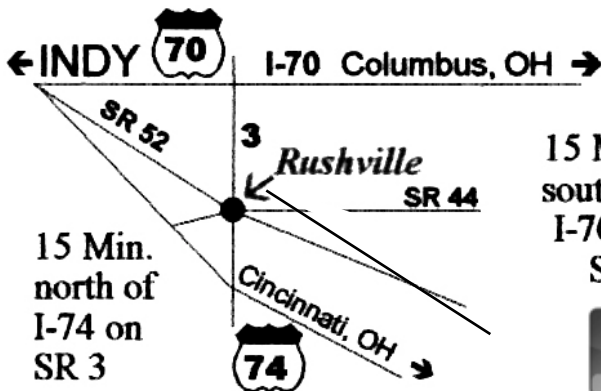 INDY 70 I-70 Columbus, OH
SR 52
3
Rushville
SR 44
15 Min.
north of
I-74 on
SR 3
Cincinnati, OH
74
15